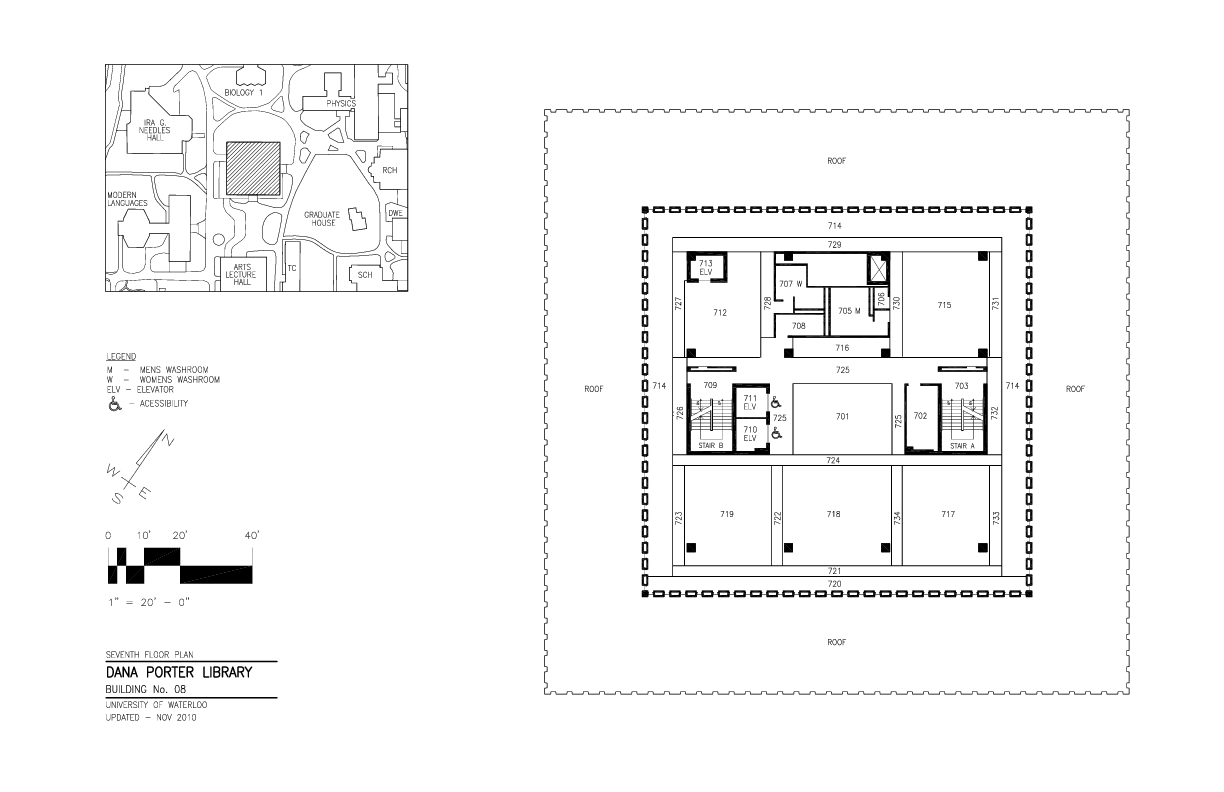 BIOLOGY 1
PHYSICS
IRA G.
NEEDLES
HALL
RCH
MODERN
LANGUAGES
GRADUATE
HOUSE
DWE
ARTS
LECTURE
HALL
TC
SCH
LEGEND
M - MENS WASHROOM
W - WOMENS WASHROOM
ELV - ELEVATOR
- ACESSIBILITY
N
W
E
S
0 10' 20' 40'
1" = 20' - 0"
SEVENTH FLOOR PLAN
DANA PORTER LIBRARY
BUILDING No. 08
UNIVERSITY OF WATERLOO
UPDATED - NOV 2010
ROOF
714
729
713
ELV
707 W
706
727
712
728
705 M
730
715
731
708
716
725
ROOF
714
709
703
714
ROOF
711
ELV
726
725
701
725
702
732
710
ELV
STAIR B
STAIR A
724
723
719
722
718
734
717
733
721
720
ROOF